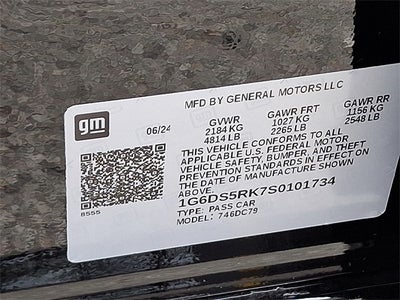 MFD BY GENERAL MOTORS LLC
gm
06/24
GVWR GAWR FRT GAWR RR
2184 KG 1027 KG 1156 KG
4814 LB 2265 LB 2548 LB
THIS VEHICLE CONFORMS TO ALL
APPLICABLE U.S. FEDERAL MOTOR
VEHICLE SAFETY, BUMPER, AND THEFT
PREVENTION STANDARDS IN EFFECT ON
THE DATE OF MANUFACTURE SHOWN
ABOVE.
1G6DS5RK7S0101734
TYPE: PASS CAR
MODEL: 746DC79
8555